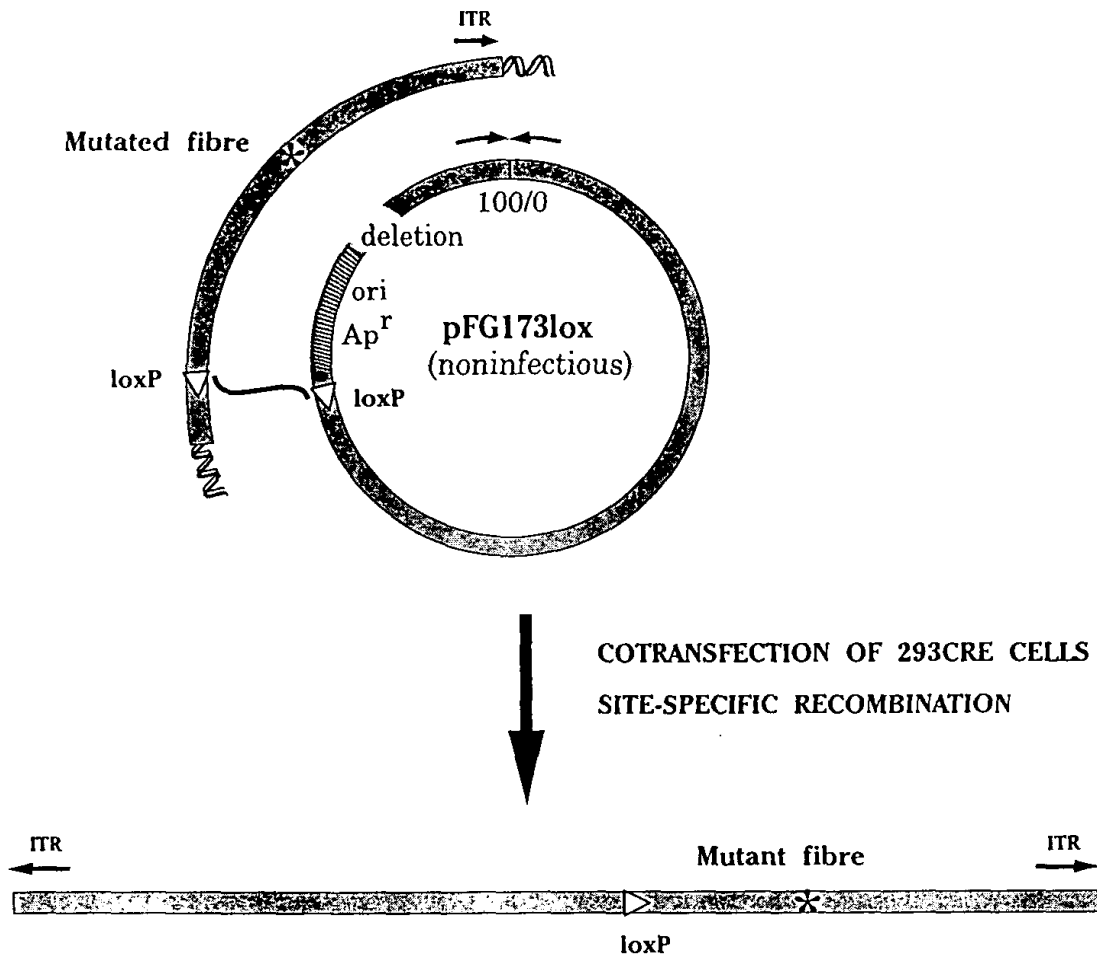 ITR
Mutated fibre
100/0
deletion
ori
Ap^r
pFG173lox
(noninfectious)
loxP
loxP
COTRANSFECTION OF 293CRE CELLS
SITE-SPECIFIC RECOMBINATION
ITR
Mutant fibre
ITR
loxP